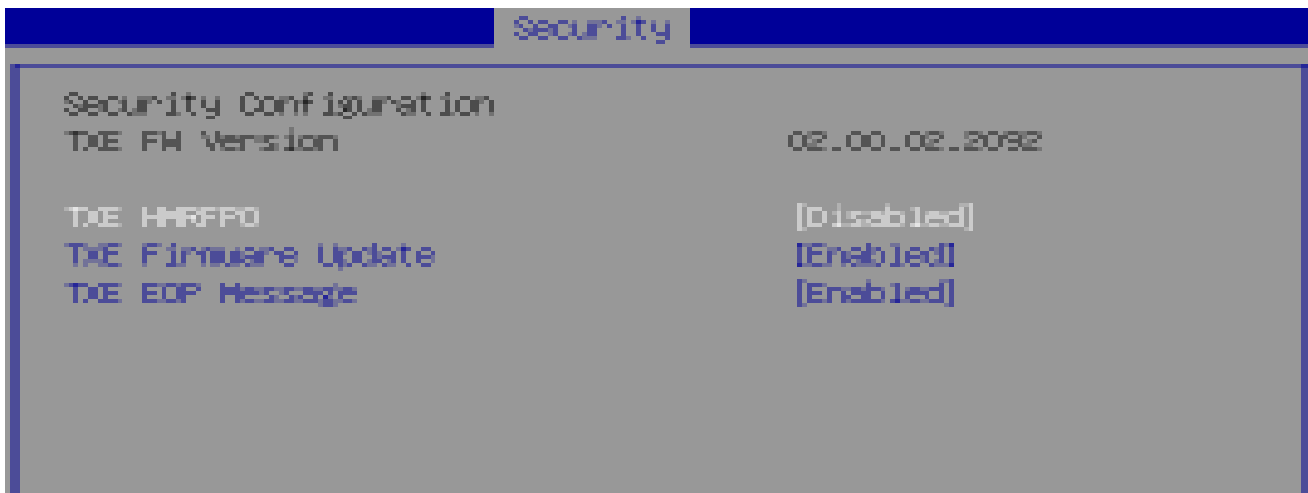 Security
Security Configuration
TXE FW Version 02.00.02.2092
TXE HMRFPO [Disabled]
TXE Firmware Update [Enabled]
TXE EOP Message [Enabled]